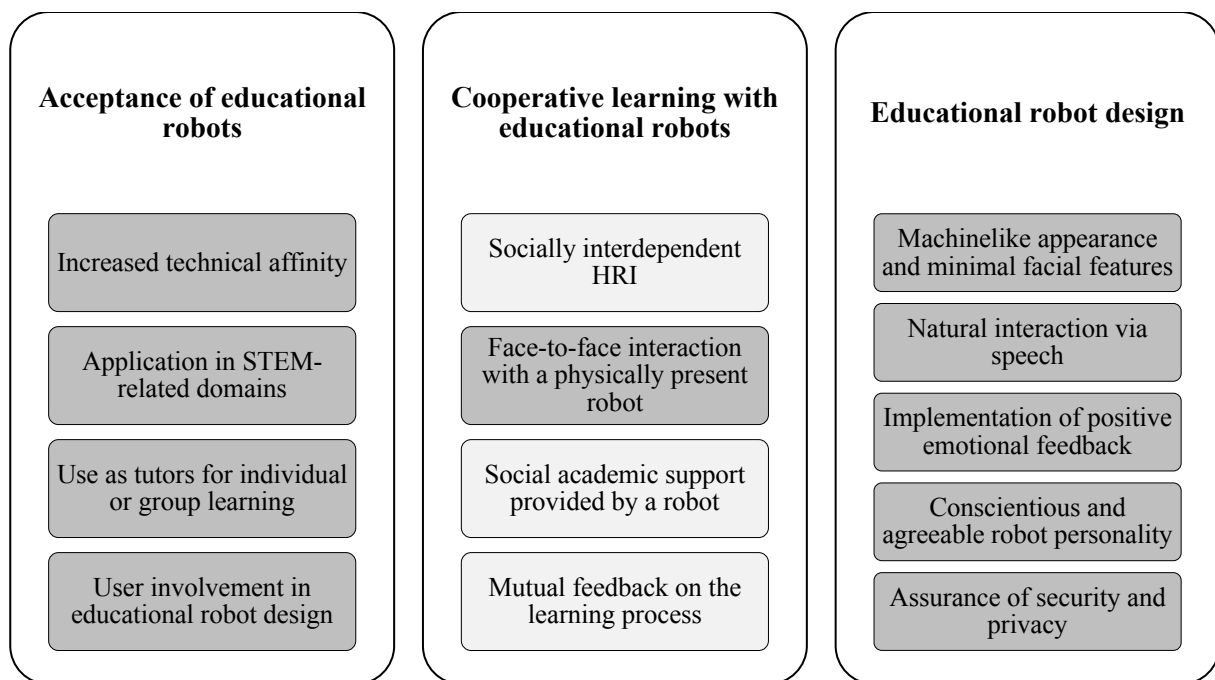 Acceptance of educational
robots
Increased technical affinity
Application in STEM-
related domains
Use as tutors for individual
or group learning
User involvement in
educational robot design
Cooperative learning with
educational robots
Socially interdependent
HRI
Face-to-face interaction
with a physically present
robot
Social academic support
provided by a robot
Mutual feedback on the
learning process
Educational robot design
Machinelike appearance
and minimal facial features
Natural interaction via
speech
Implementation of positive
emotional feedback
Conscientious and
agreeable robot personality
Assurance of security and
privacy